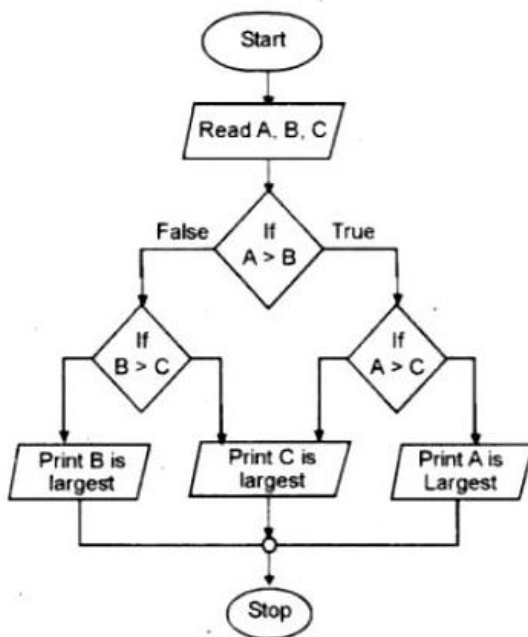 Start
Read A, B, C
False
If
A > B
True
If
B > C
If
A > C
Print B is
largest
Print C is
largest
Print A is
Largest
Stop